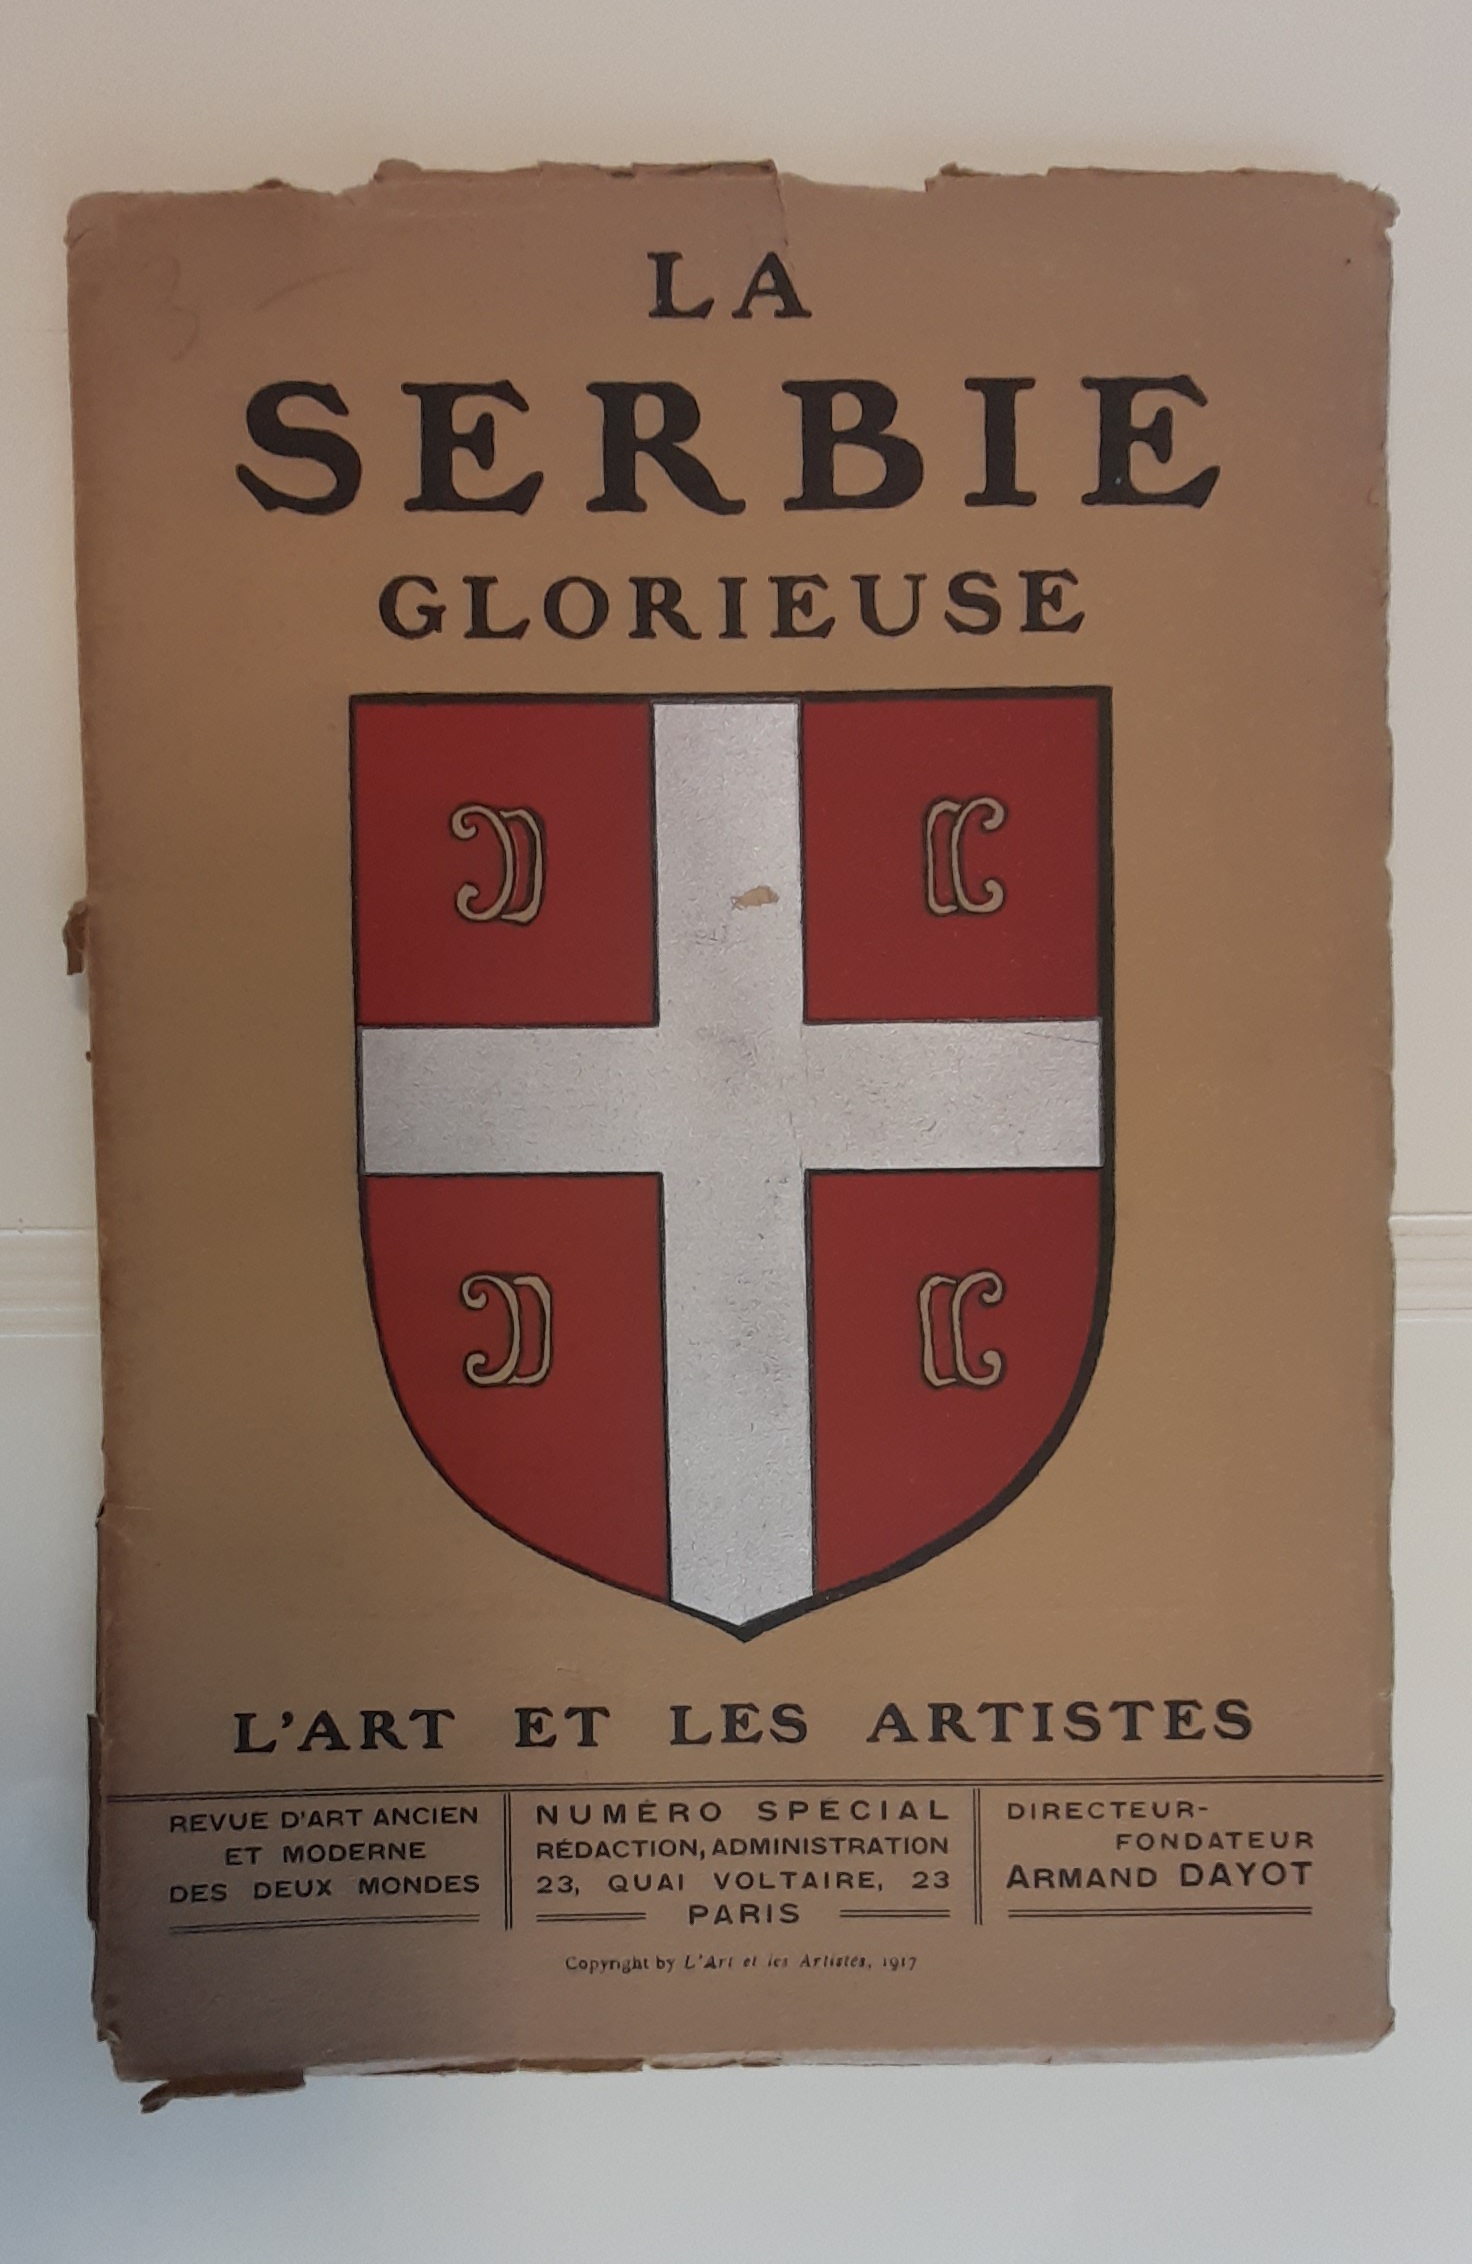 LA
SERBIE
GLORIEUSE
L'ART ET LES ARTISTES
REVUE D'ART ANCIEN
ET MODERNE
DES DEUX MONDES
NUMÉRO SPÉCIAL
RÉDACTION, ADMINISTRATION
23, QUAI VOLTAIRE, 23
PARIS
DIRECTEUR-
FONDATEUR
ARMAND DAYOT
Copyright by L'Art et les Artistes, 1917